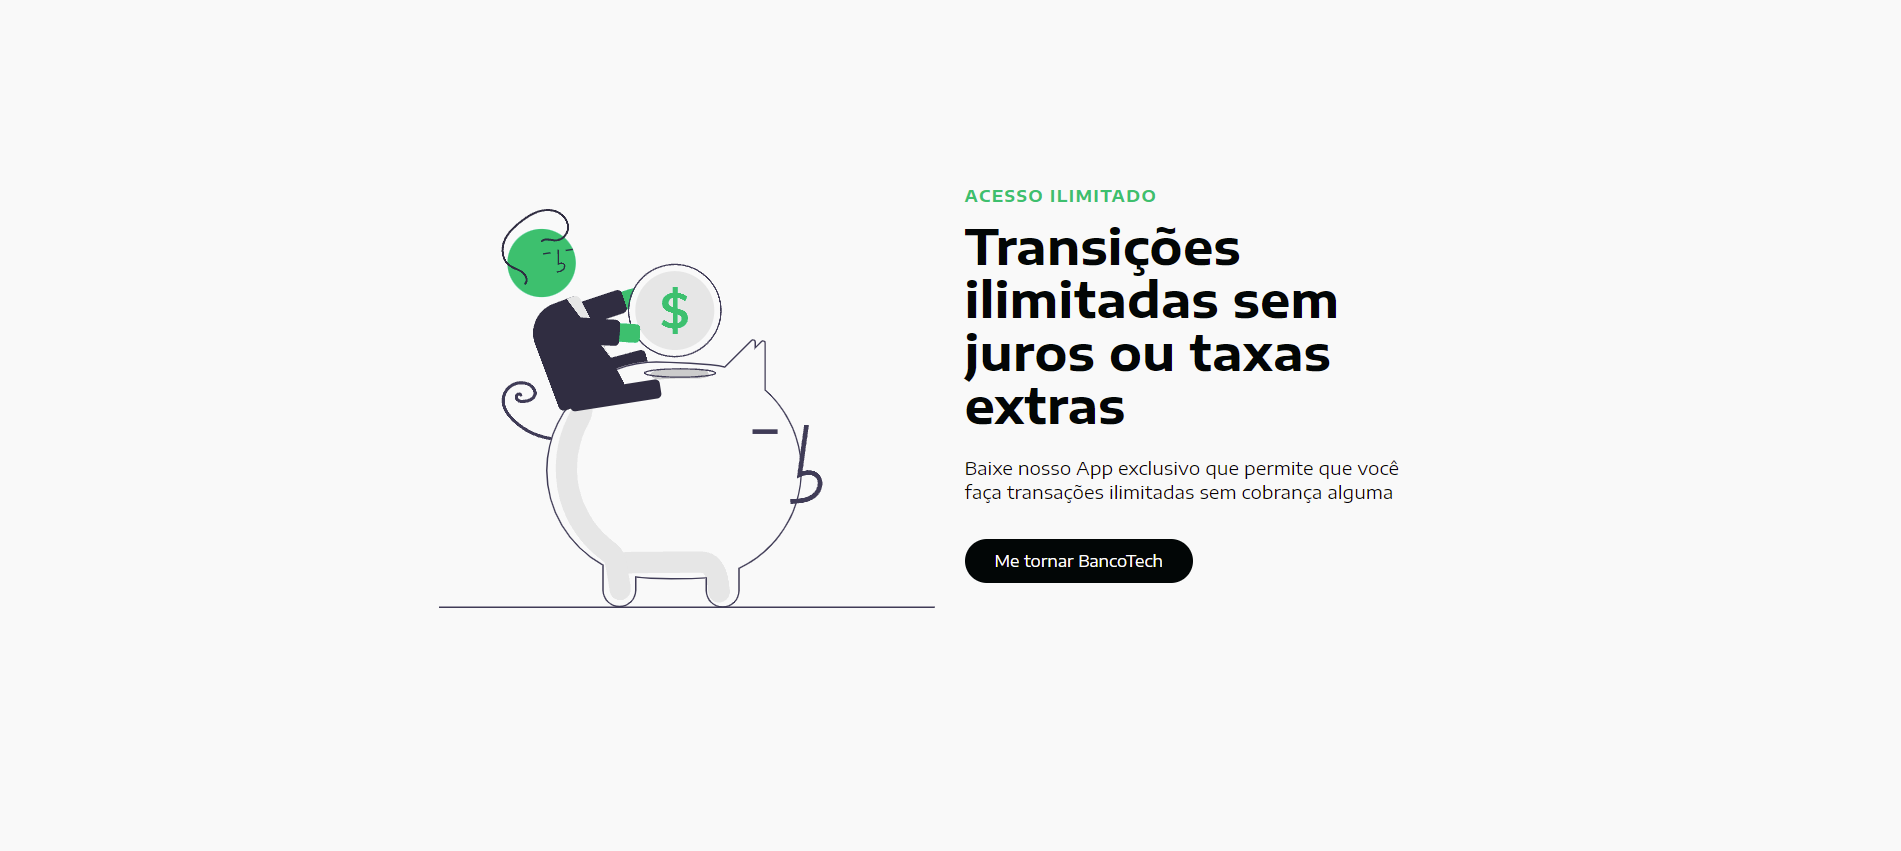 ACESSO ILIMITADO
Transições
ilimitadas sem
juros ou taxas
extras
Baixe nosso App exclusivo que permite que você
faça transações ilimitadas sem cobrança alguma
Me tornar BancoTech
$